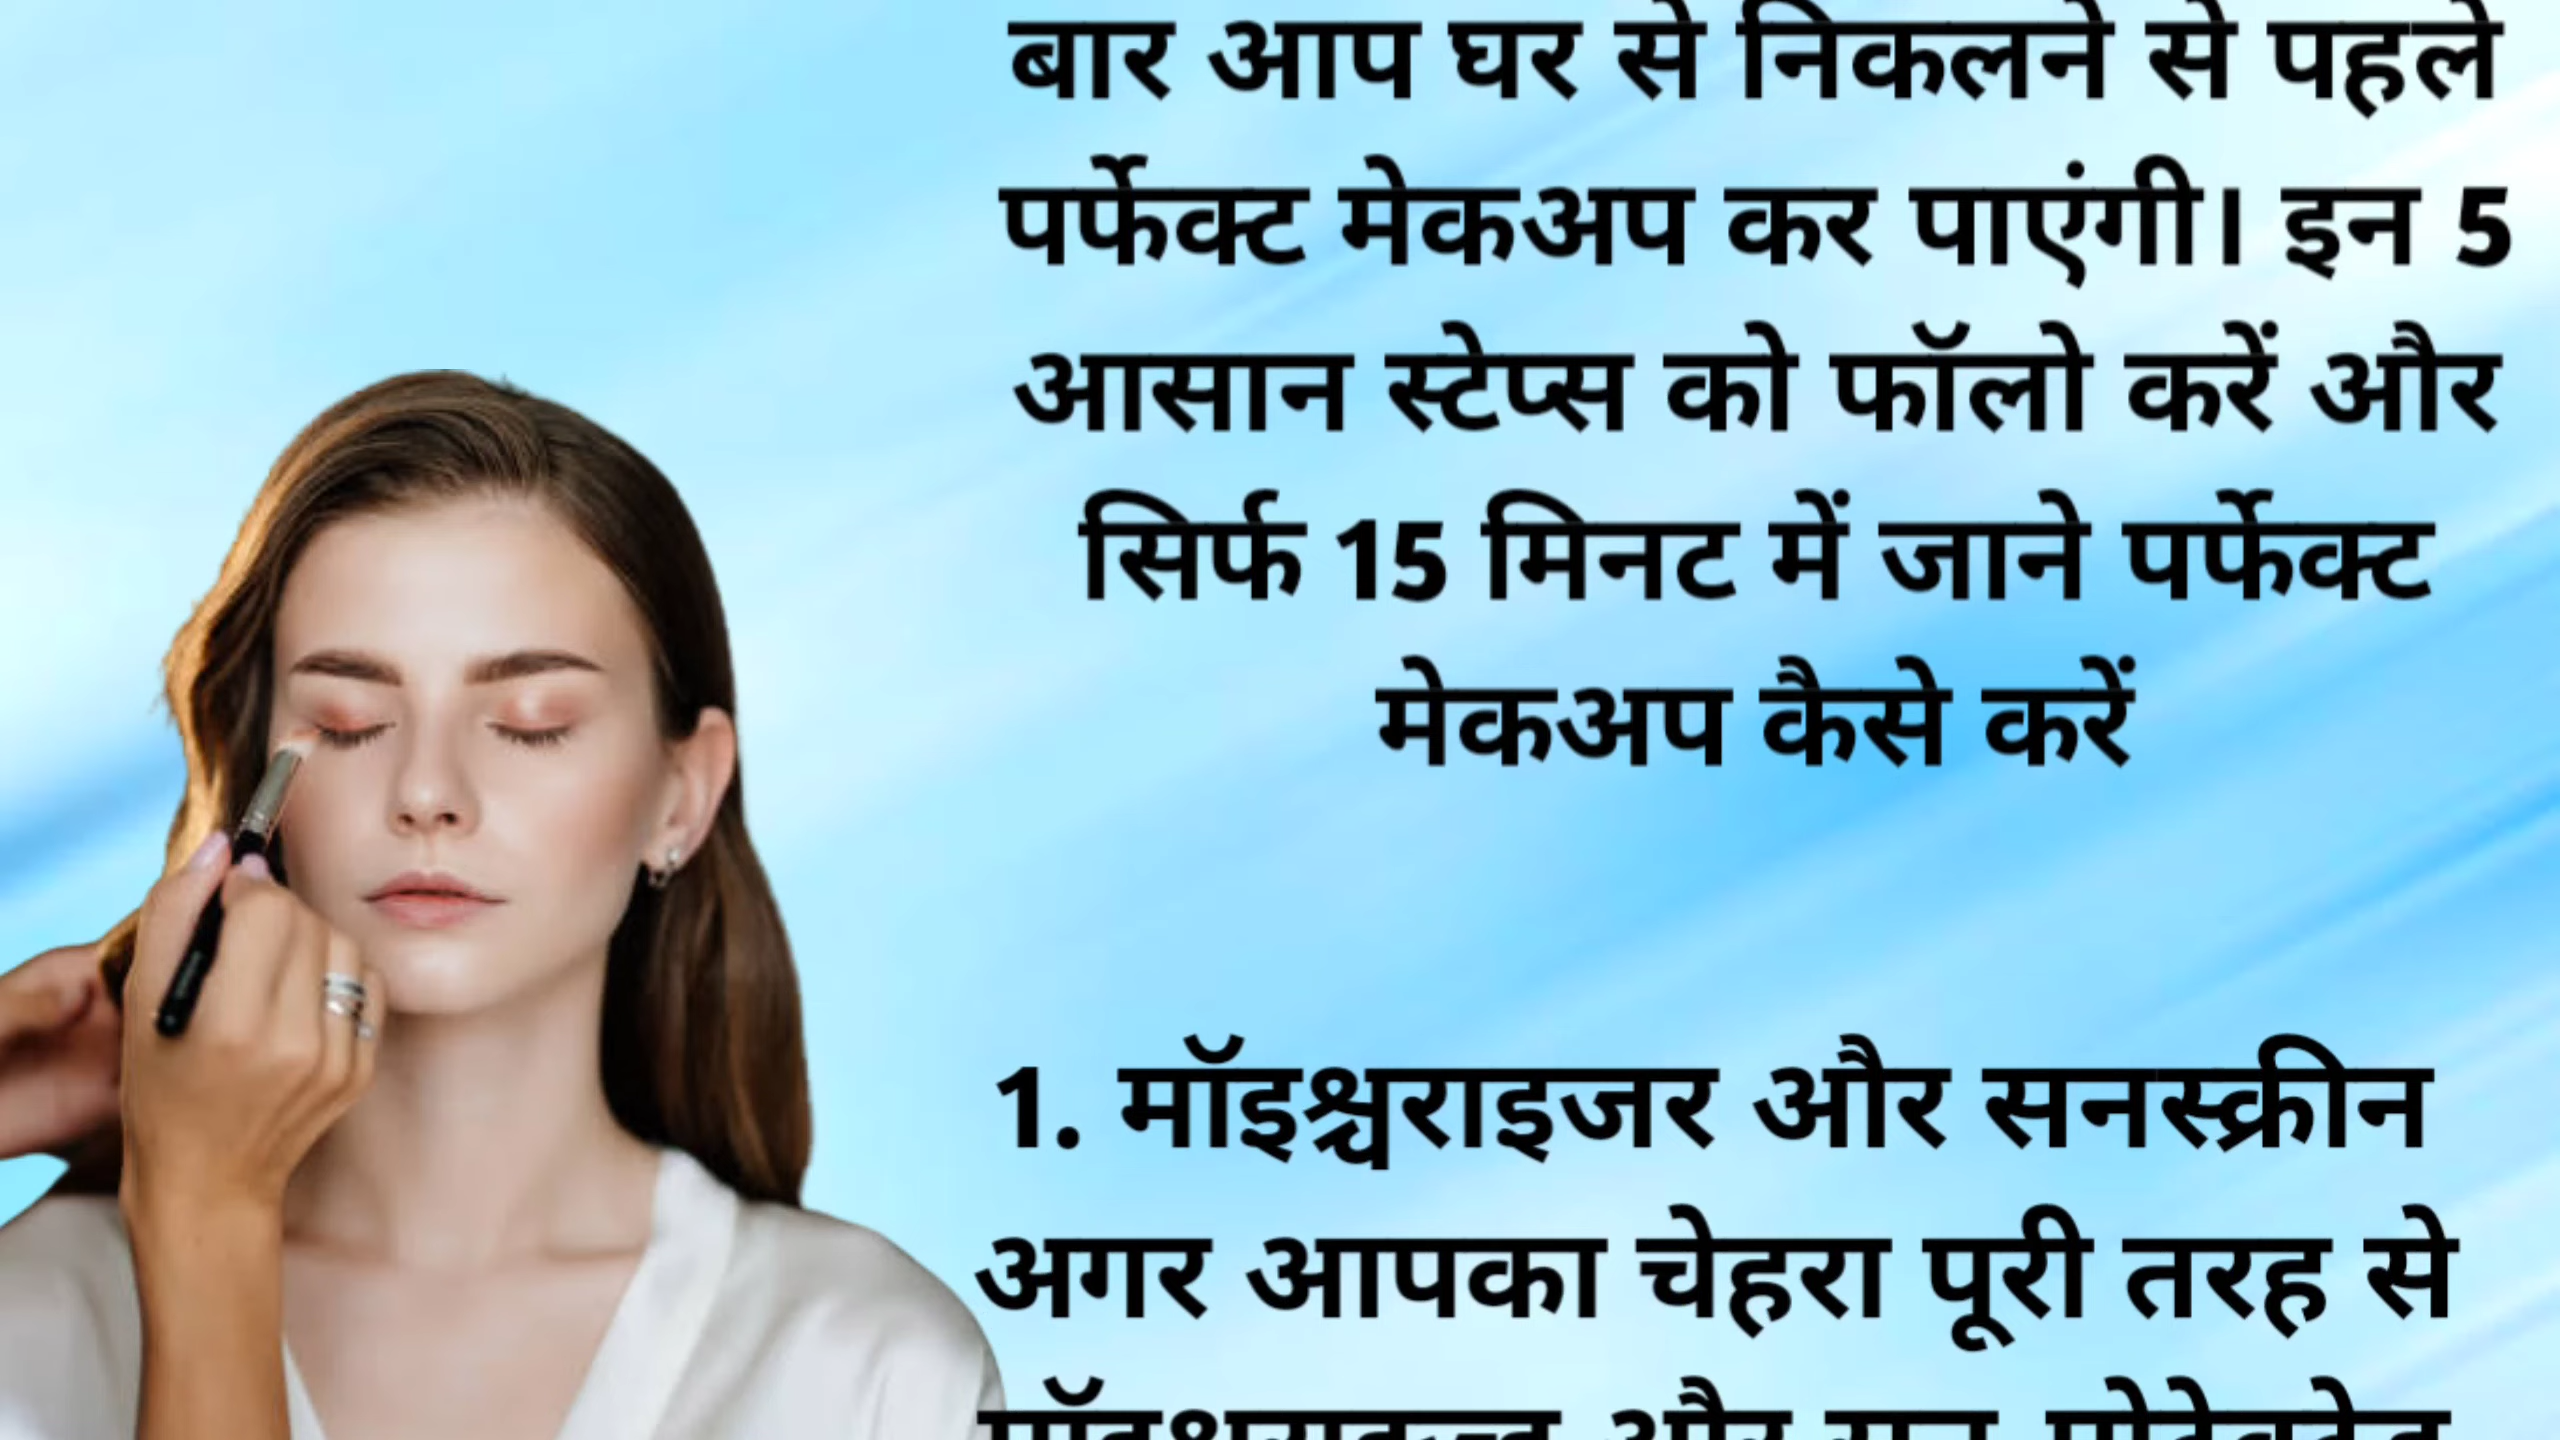 बार आप घर से निकलने से पहले
पर्फेक्ट मेकअप कर पाएंगी। इन 5
आसान स्टेप्स को फॉलो करें और
सिर्फ 15 मिनट में जाने पर्फेक्ट
मेकअप कैसे करें
1. मॉइश्चराइजर और सनस्क्रीन
अगर आपका चेहरा पूरी तरह से